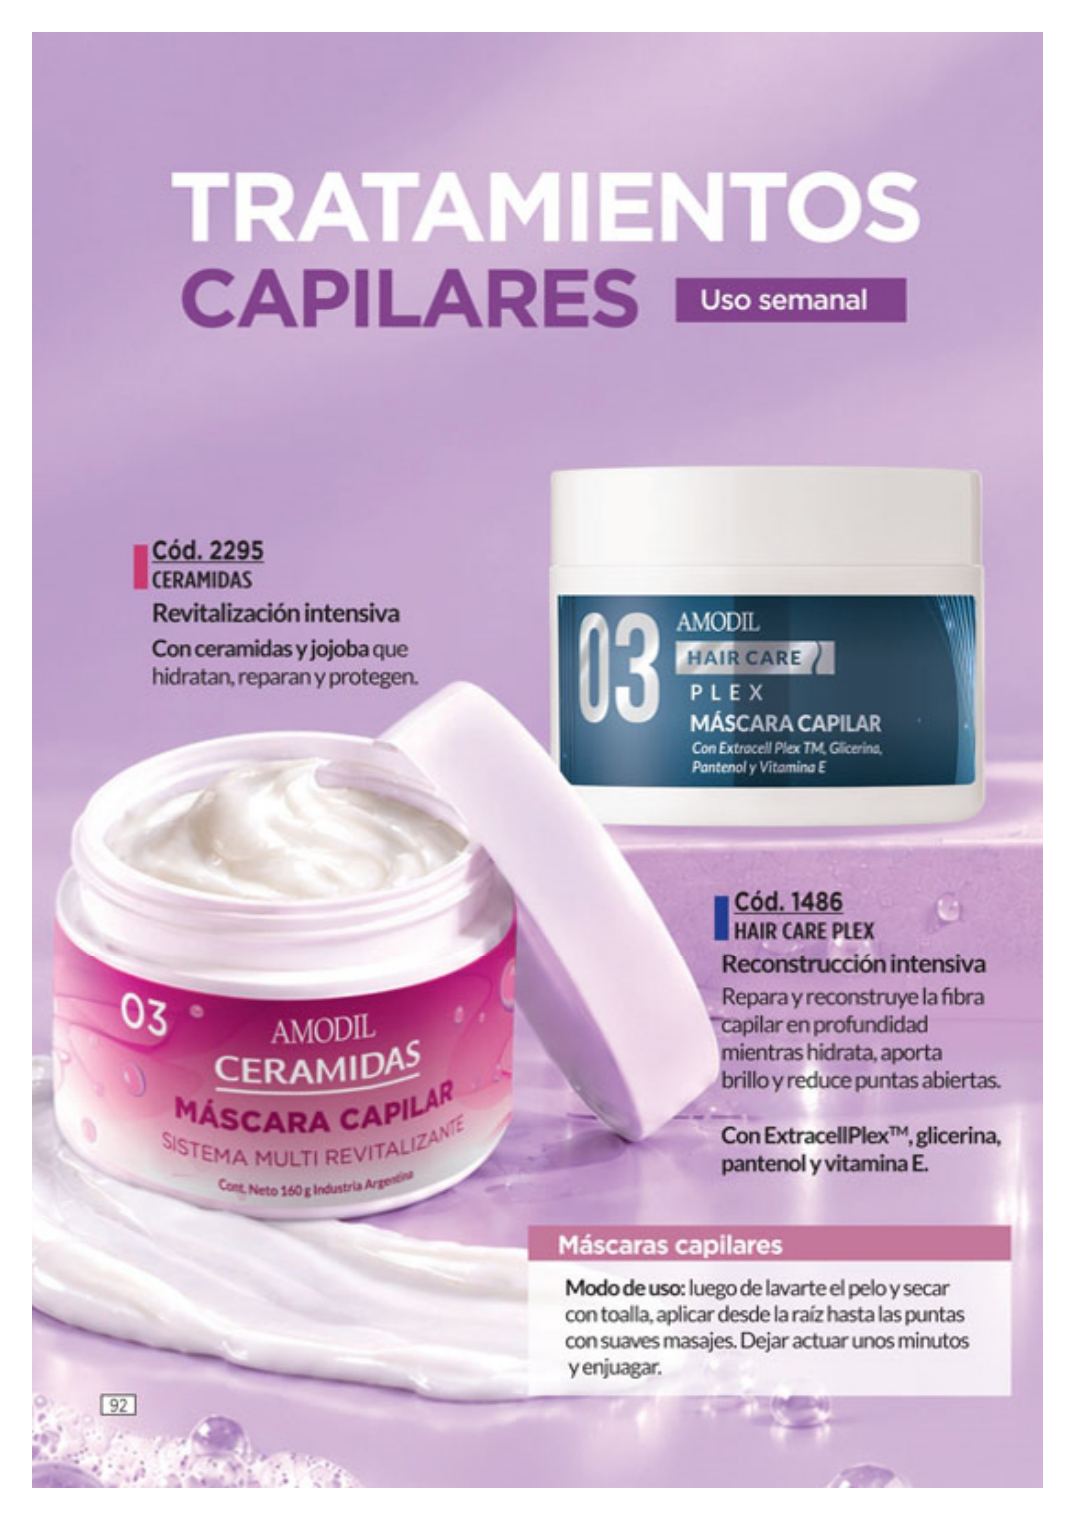 TRATAMIENTOS
CAPILARES
Uso semanal
Cód. 2295
CERAMIDAS
Revitalización intensiva
Con ceramidas y jojoba que
hidratan, reparan y protegen.
03
AMODIL
HAIR CARE
PLEX
MÁSCARA CAPILAR
Con Extracell Plex TM, Glicerina,
Pantenol y Vitamina E
03
AMODIL
CERAMIDAS
MÁSCARA CAPILAR
SISTEMA MULTI REVITALIZANTE
Cont. Neto 160 g Industria Argentina
Cód. 1486
HAIR CARE PLEX
Reconstrucción intensiva
Repara y reconstruye la fibra
capilar en profundidad
mientras hidrata, aporta
brillo y reduce puntas abiertas.
Con ExtracellPlex™, glicerina,
pantenol y vitamina E.
Máscaras capilares
Modo de uso: luego de lavarte el pelo y secar
con toalla, aplicar desde la raíz hasta las puntas
con suaves masajes. Dejar actuar unos minutos
y enjuagar.
92